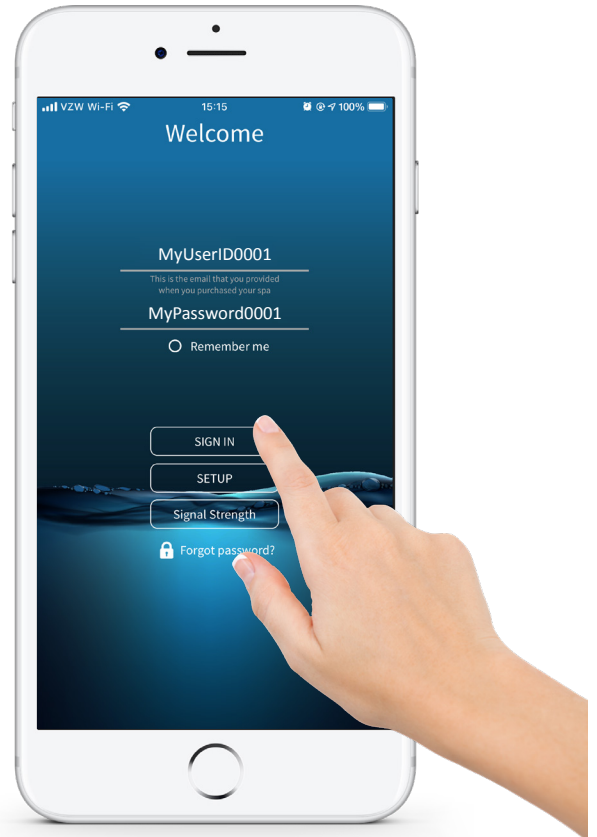 VZW Wi-Fi 15:15 100%
Welcome
MyUserID0001
This is the email that you provided
when you purchased your spa
MyPassword0001
Remember me
SIGN IN
SETUP
Signal Strength
Forgot password?